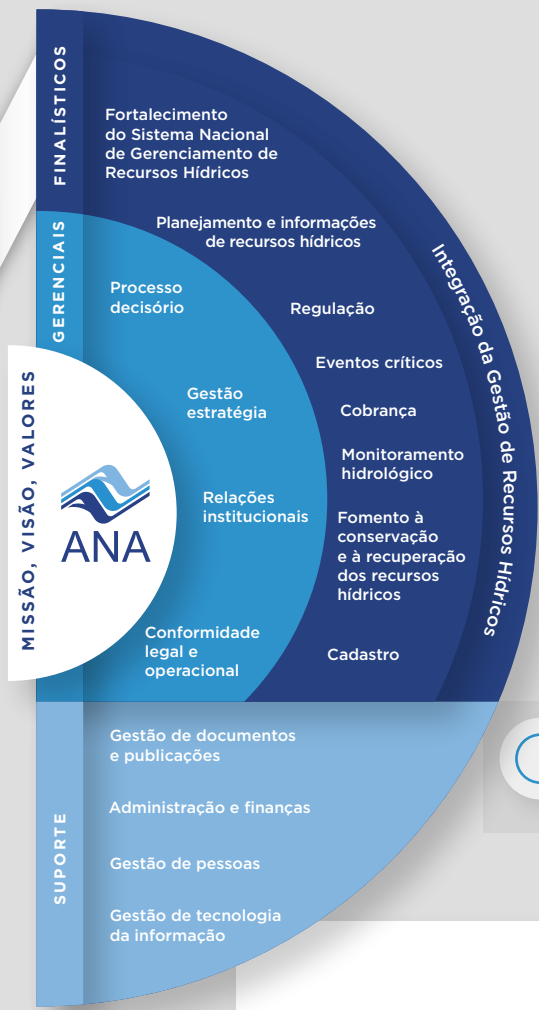 FINALÍSTICOS
Fortalecimento
do Sistema Nacional
de Gerenciamento de
Recursos Hídricos
Planejamento e informações
de recursos hídricos
Regulação
Eventos críticos
Cobrança
Monitoramento
hidrológico
Fomento à
conservação
e à recuperação
dos recursos
hídricos
Cadastro
Integração da Gestão de Recursos Hídricos
GERENCIAIS
Processo
decisório
Gestão
estratégia
Relações
institucionais
Conformidade
legal e
operacional
MISSÃO, VISÃO, VALORES
ANA
SUPORTE
Gestão de documentos
e publicações
Administração e finanças
Gestão de pessoas
Gestão de tecnologia
da informação